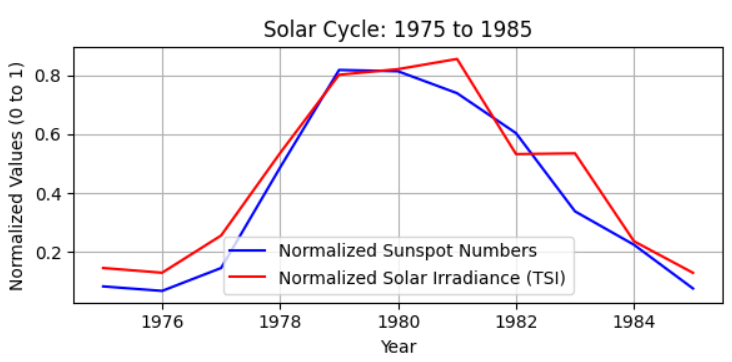 Solar Cycle: 1975 to 1985
Normalized Values (0 to 1)
0.8
0.6
0.4
0.2
Normalized Sunspot Numbers
Normalized Solar Irradiance (TSI)
1976 1978 1980 1982 1984
Year